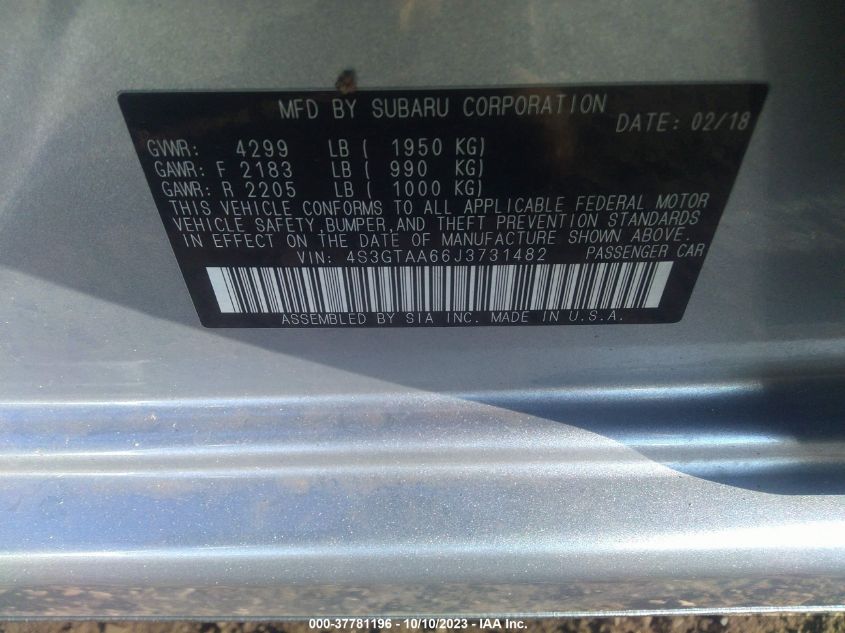 MFD BY SUBARU CORPORATION
DATE: 02/18
GVWR: 4299 LB ( 1950 KG)
GAWR: F 2183 LB ( 990 KG)
GAWR: R 2205 LB ( 1000 KG)
THIS VEHICLE CONFORMS TO ALL APPLICABLE FEDERAL MOTOR
VEHICLE SAFETY,BUMPER,AND THEFT PREVENTION STANDARDS
IN EFFECT ON THE DATE OF MANUFACTURE SHOWN ABOVE.
VIN: 4S3GTAA66J3731482 PASSENGER CAR
ASSEMBLED BY SIA INC. MADE IN U.S.A.
000-37781196 - 10/10/2023 - IAA Inc.